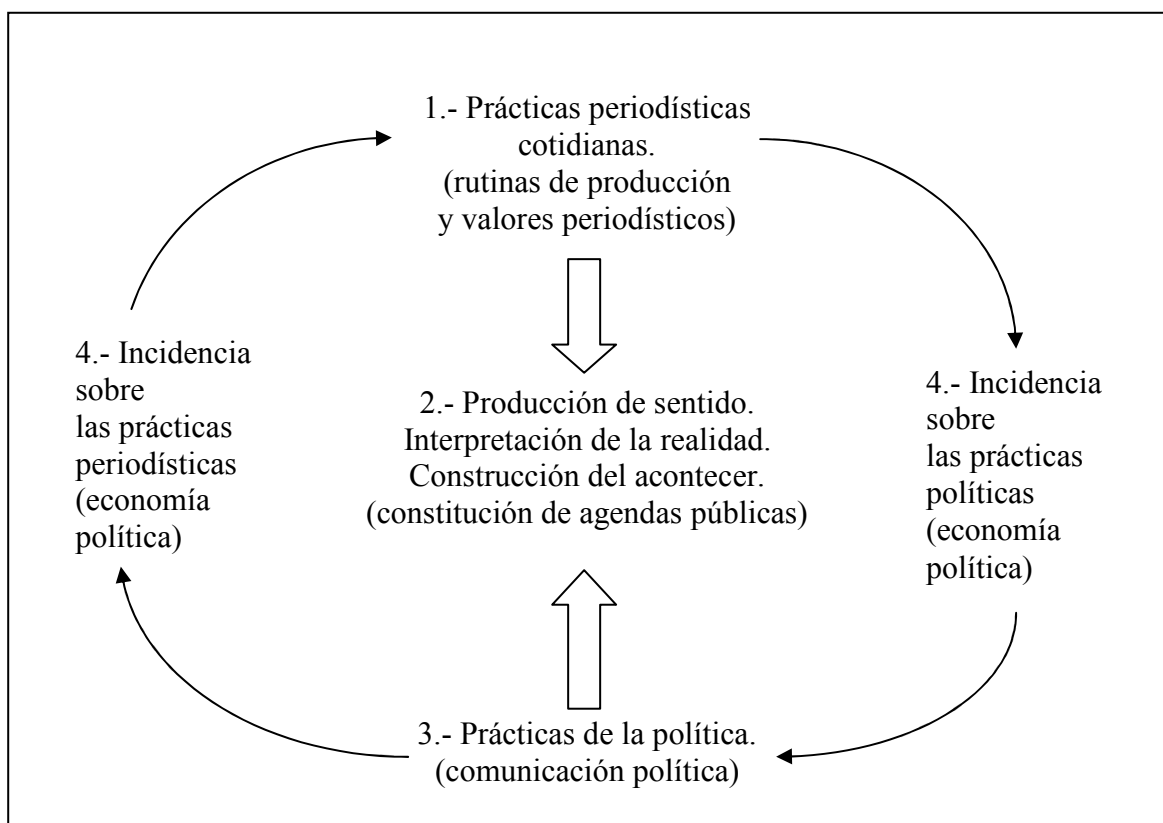 1.- Prácticas periodísticas
cotidianas.
(rutinas de producción
y valores periodísticos)
4.- Incidencia
sobre
las prácticas
periodísticas
(economía
política)
2.- Producción de sentido.
Interpretación de la realidad.
Construcción del acontecer.
(constitución de agendas públicas)
4.- Incidencia
sobre
las prácticas
políticas
(economía
política)
3.- Prácticas de la política.
(comunicación política)